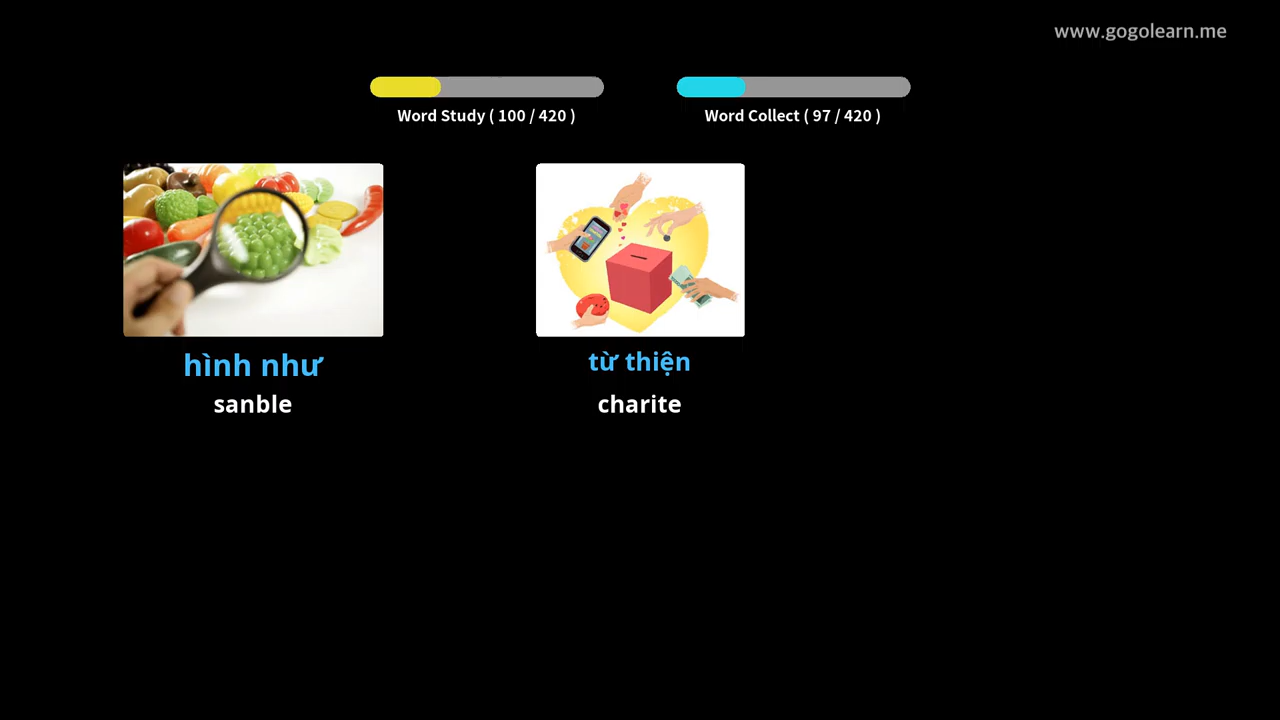 www.gogolearn.me
Word Study ( 100 / 420 )
Word Collect ( 97 / 420 )
hình như
sanble
từ thiện
charite